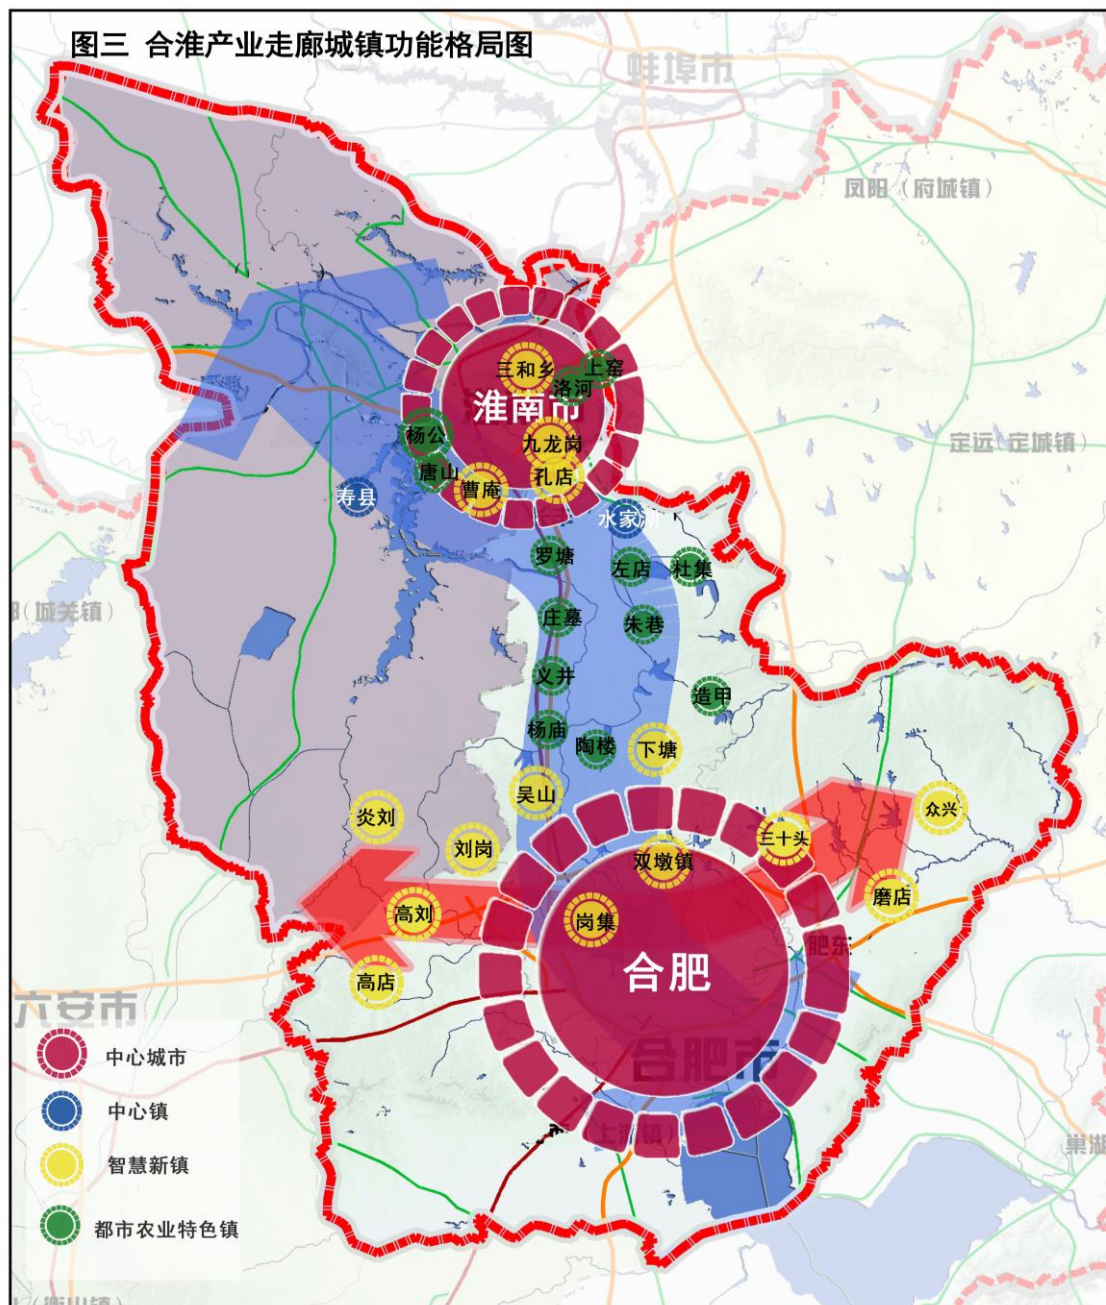 图三 合淮产业走廊城镇功能格局图
蚌埠市
凤阳（府城镇）
三和乡
上窑
洛河
淮南市
杨公
九龙岗
定远 定城镇）
唐山
孔店
曹庵
寿县
水家湖
罗塘
左店
杜集
（城关镇）
庄墓
朱巷
义井
造甲
杨庙
陶楼
下塘
吴山
炎刘
众兴
三十头
刘岗
双墩镇
磨店
高刘
岗集
肥东
合肥
高店
六安市
合肥市
中心城市
中心镇
（上派镇）
巢湖
智慧新镇
都市农业特色镇
（衡山镇）